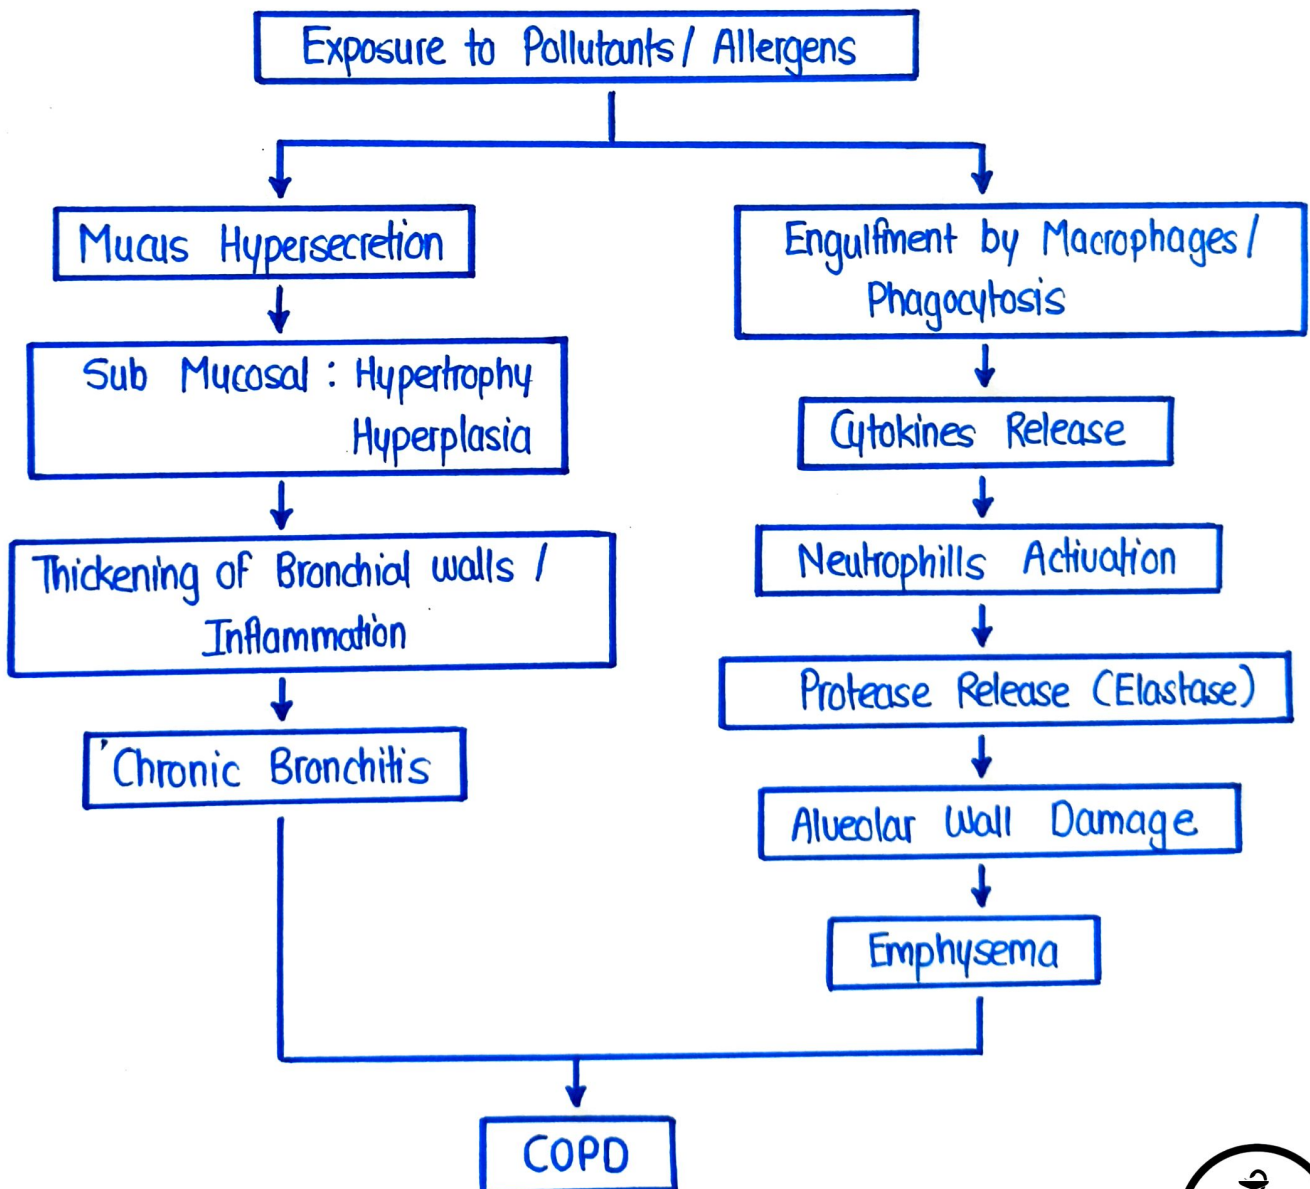 Exposure to Pollutants / Allergens
Mucus Hypersecretion
Sub Mucosal : Hypertrophy
Hyperplasia
Thickening of Bronchial walls /
Inflammation
Chronic Bronchitis
Engulfment by Macrophages /
Phagocytosis
Cytokines Release
Neutrophills Activation
Protease Release (Elastase)
Alveolar Wall Damage
Emphysema
COPD